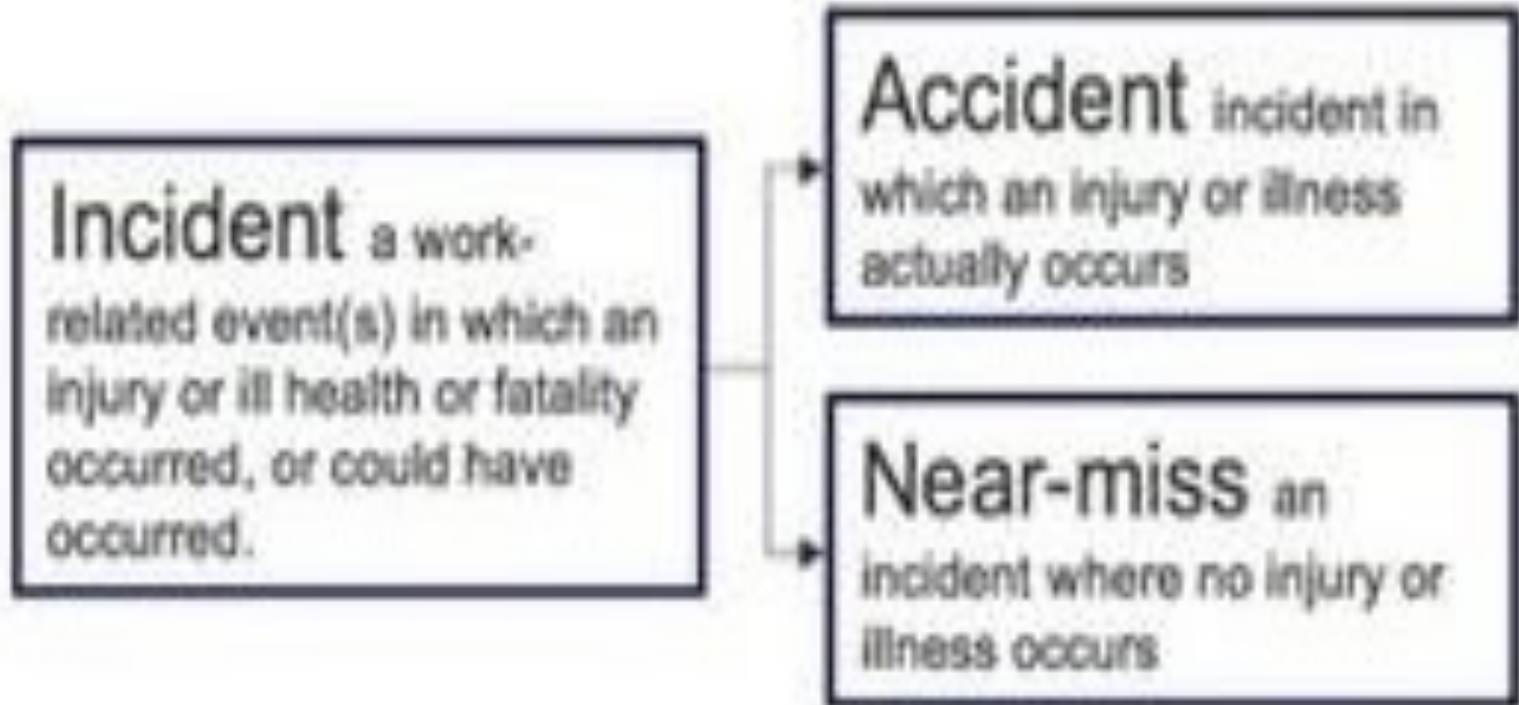 Incident a work-
related event(s) in which an
injury or ill health or fatality
occurred, or could have
occurred.
Accident incident in
which an injury or illness
actually occurs
Near-miss an
incident where no injury or
illness occurs